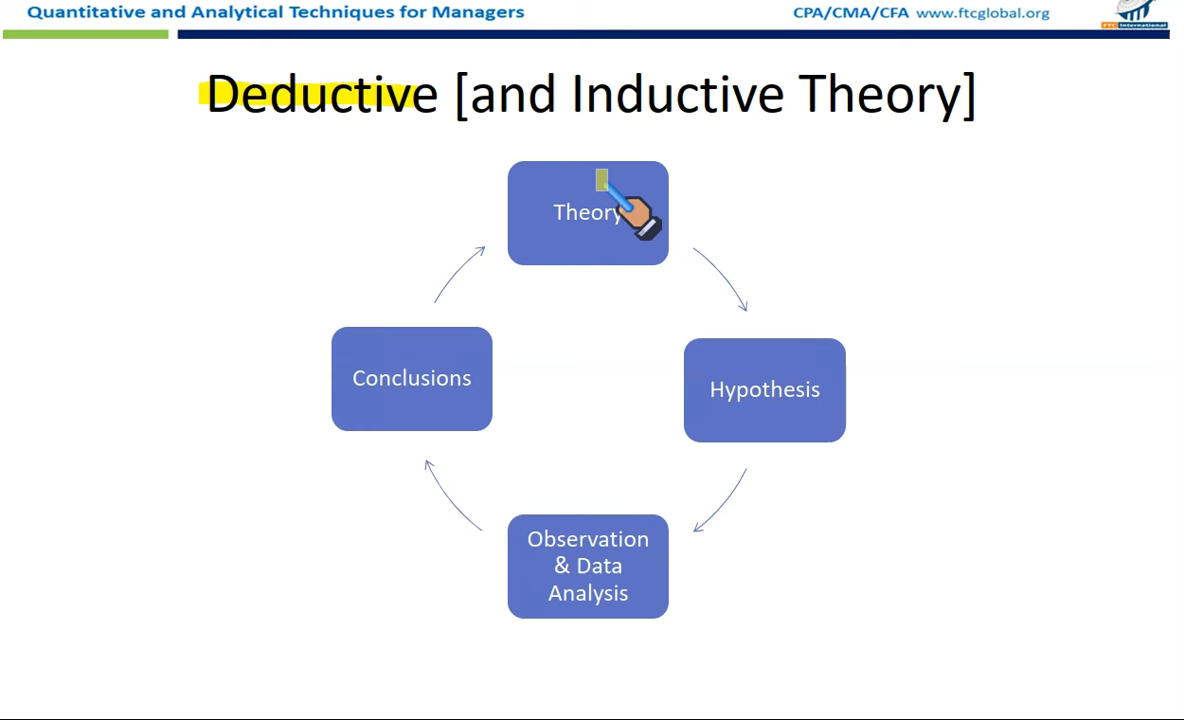 Quantitative and Analytical Techniques for Managers
CPA/CMA/CFA www.ftcglobal.org
FTC International
Deductive [and Inductive Theory]
Theory
Conclusions
Hypothesis
Observation
& Data
Analysis